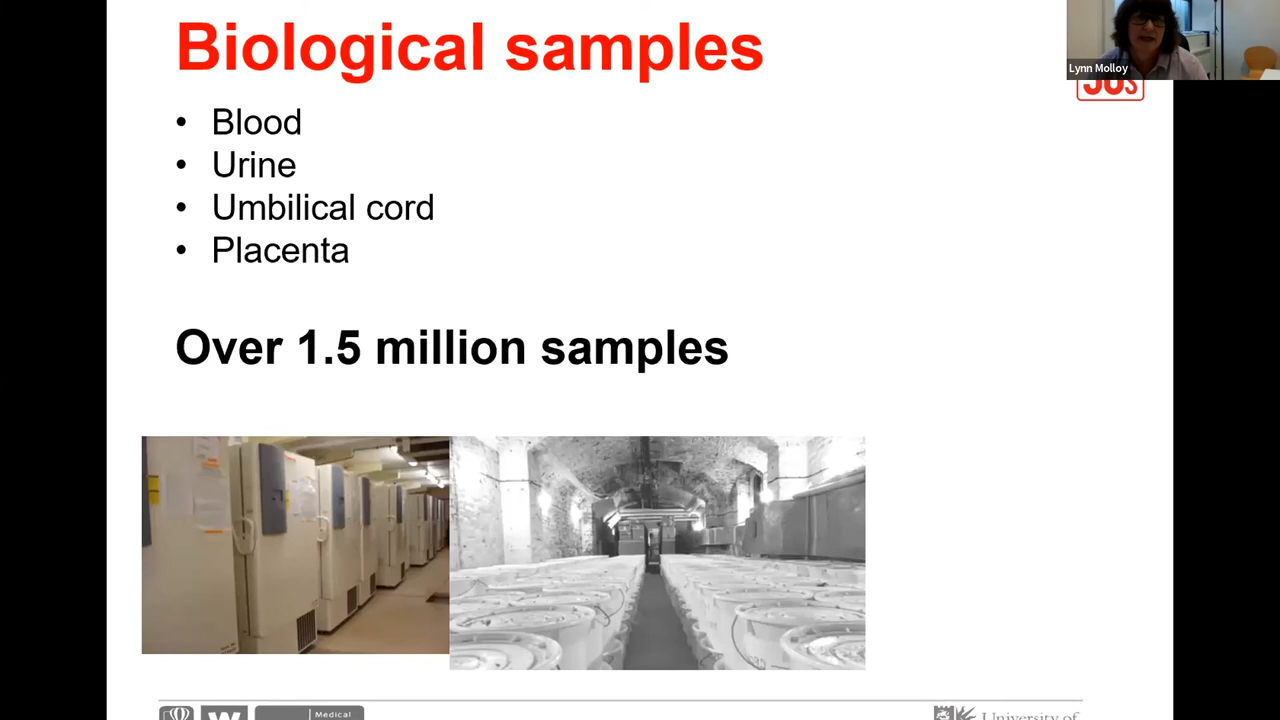 Biological samples
Lynn Molloy
• Blood
• Urine
• Umbilical cord
• Placenta
Over 1.5 million samples
Medical
University of